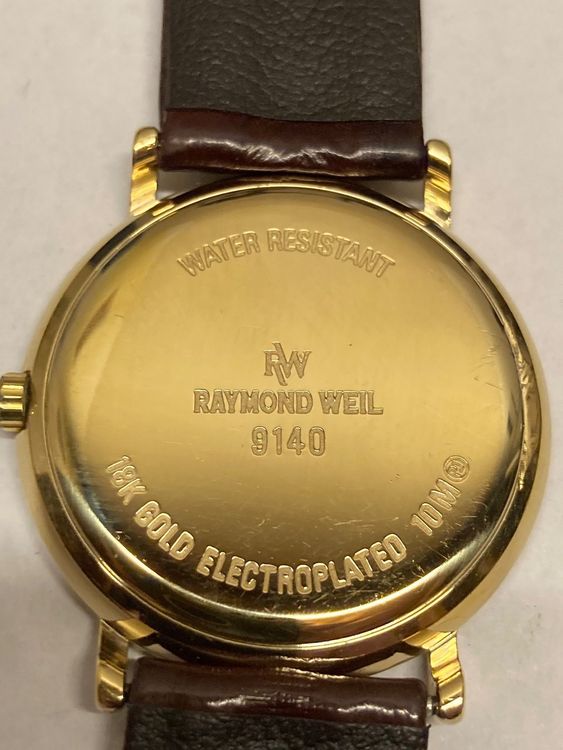 WATER RESISTANT
RW
RAYMOND WEIL
9140
18K GOLD ELECTROPLATED 10M